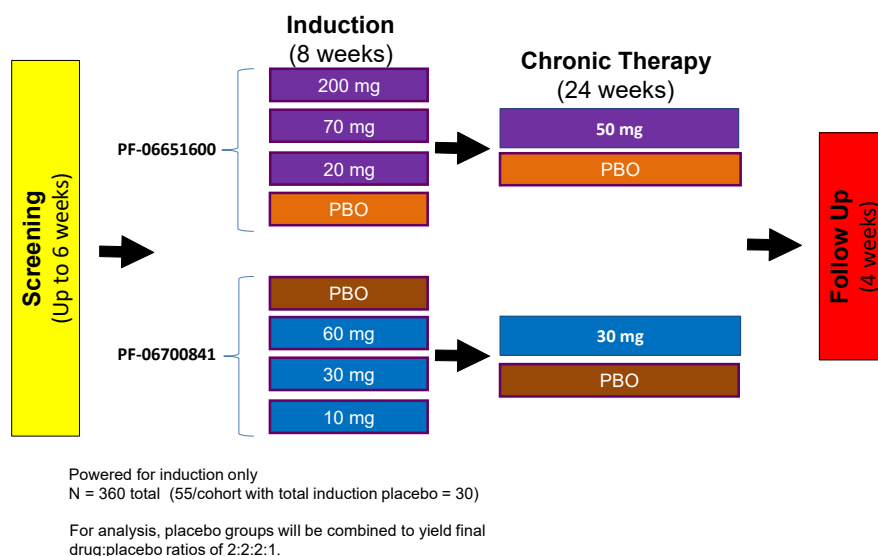 Induction
(8 weeks)
Chronic Therapy
(24 weeks)
Screening
(Up to 6 weeks)
PF-06651600
200 mg
70 mg
20 mg
PBO
50 mg
PBO
PF-06700841
PBO
60 mg
30 mg
10 mg
30 mg
PBO
Follow Up
(4 weeks)
Powered for induction only
N = 360 total  (55/cohort with total induction placebo = 30)
For analysis, placebo groups will be combined to yield final
drug:placebo ratios of 2:2:2:1.